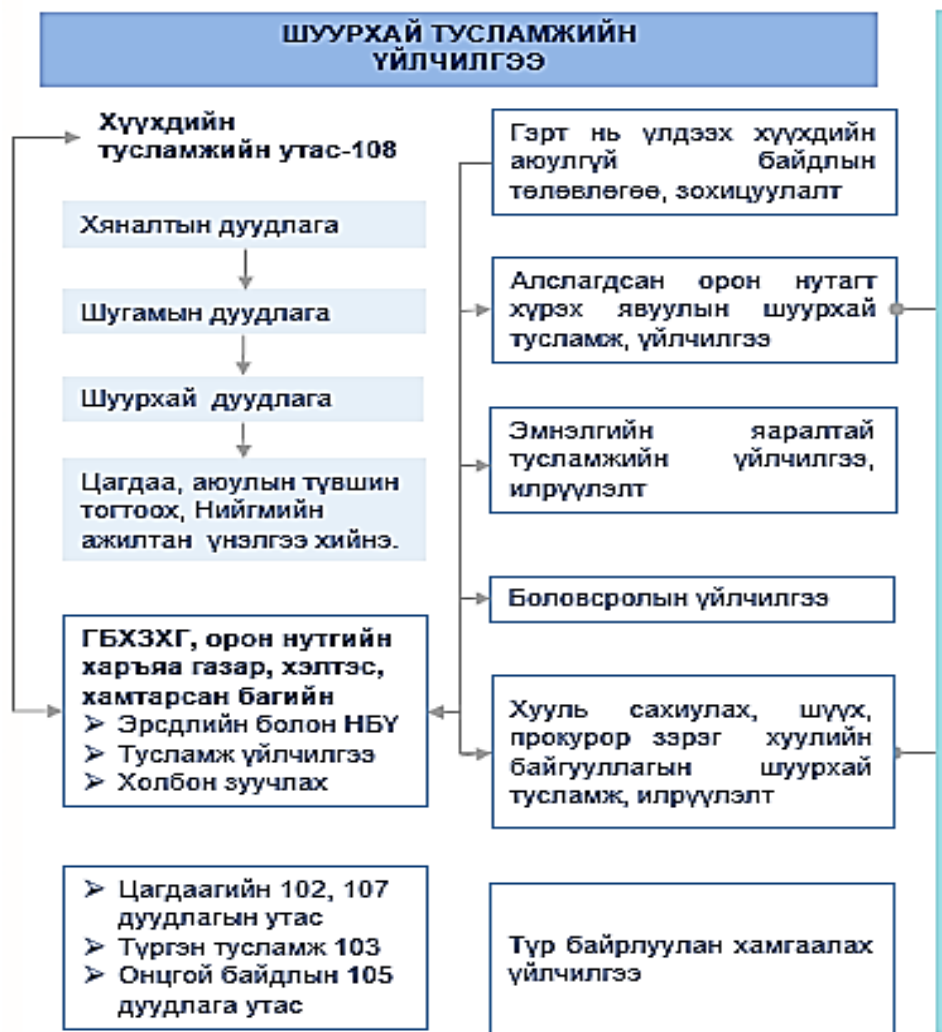 ШУУРХАЙ ТУСЛАМЖИЙН
ҮЙЛЧИЛГЭЭ
Хүүхдийн
тусламжийн утас-108
Хяналтын дуудлага
Шугамын дуудлага
Шуурхай дуудлага
Цагдаа, аюулын түвшин
тогтоох, Нийгмийн
ажилтан үнэлгээ хийнэ.
ГБХЗХГ, орон нутгийн
харъяа газар, хэлтэс,
хамтарсан багийн
➢ Эрсдлийн болон НБҮ
➢ Тусламж үйлчилгээ
➢ Холбон зуучлах
➢ Цагдаагийн 102, 107
дуудлагын утас
➢ Түргэн тусламж 103
➢ Онцгой байдлын 105
дуудлага утас
Гэрт нь үлдээх хүүхдийн
аюулгүй байдлын
төлөвлөгөө, зохицуулалт
Алслагдсан орон нутагт
хүрэх явуулын шуурхай
тусламж, үйлчилгээ
Эмнэлгийн яаралтай
тусламжийн үйлчилгээ,
илрүүлэлт
Боловсролын үйлчилгээ
Хууль сахиулах, шүүх,
прокурор зэрэг хуулийн
байгууллагын шуурхай
тусламж, илрүүлэлт
Түр байрлуулан хамгаалах
үйлчилгээ